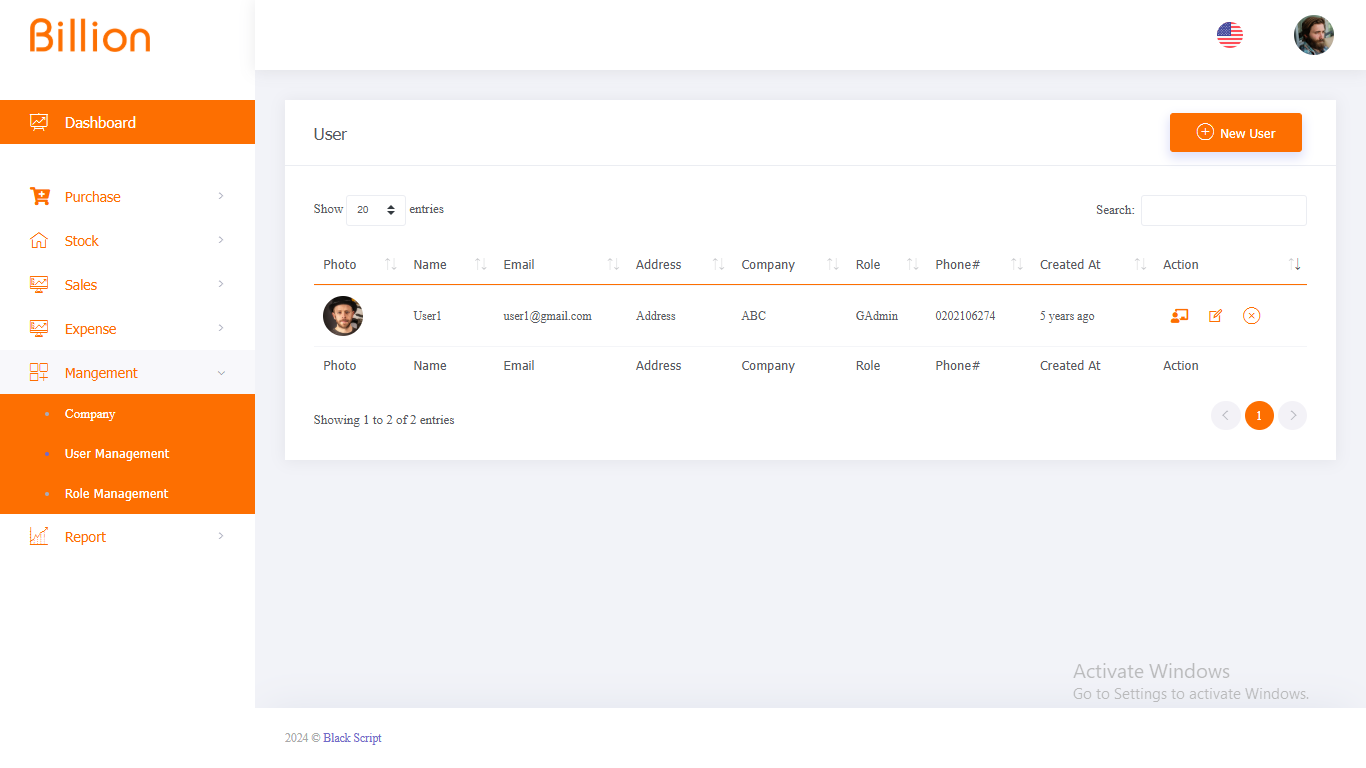 Billion
Dashboard
Purchase
Stock
Sales
Expense
Mangement
Company
User Management
Role Management
Report
User
New User
Show 20 entries
Search:
Photo Name Email Address Company Role Phone# Created At Action
User1 user1@gmail.com Address ABC GAdmin 0202106274 5 years ago
Photo Name Email Address Company Role Phone# Created At Action
Showing 1 to 2 of 2 entries
1
Activate Windows
Go to Settings to activate Windows.
2024 © Black Script